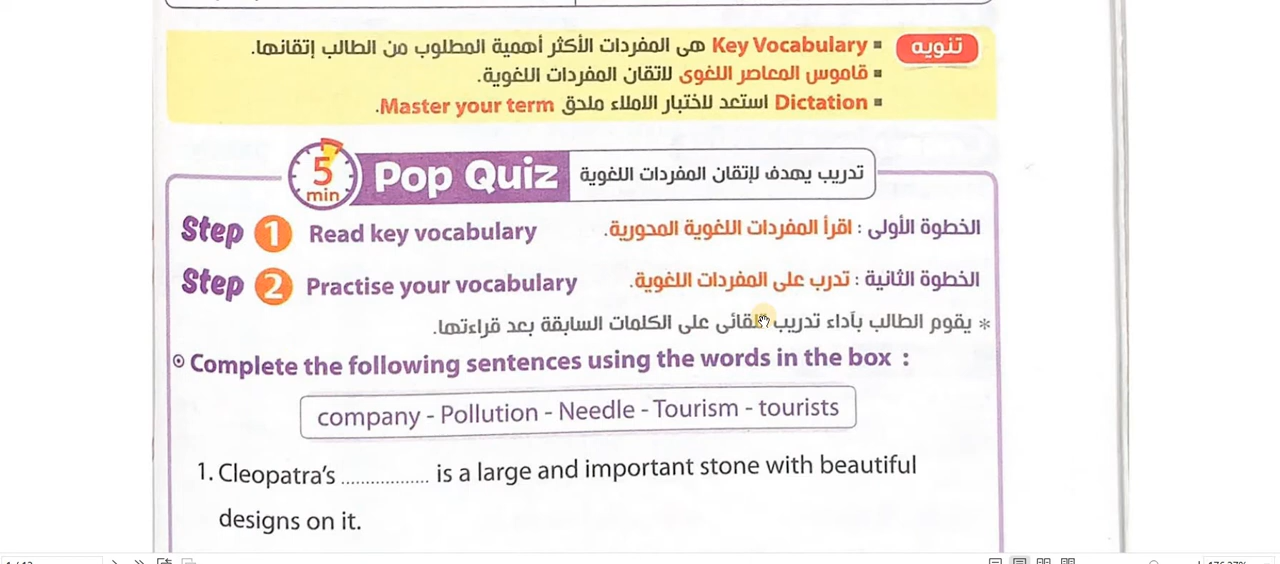 تنويه
▪ Key Vocabulary هى المفردات الأكثر أهمية المطلوب من الطالب إتقانها.
▪ قاموس المعاصر اللغوى لاتقان المفردات اللغوية.
▪ Dictation استعد لاختبار الاملاء ملحق Master your term.
5 min Pop Quiz تدريب يهدف لإتقان المفردات اللغوية
Step 1 Read key vocabulary الخطوة الأولى : اقرأ المفردات اللغوية المحورية.
Step 2 Practise your vocabulary الخطوة الثانية : تدرب على المفردات اللغوية.
* يقوم الطالب بآداء تدريب تلقائى على الكلمات السابقة بعد قراءتها.
Complete the following sentences using the words in the box :
company - Pollution - Needle - Tourism - tourists
1. Cleopatra's .................. is a large and important stone with beautiful
designs on it.